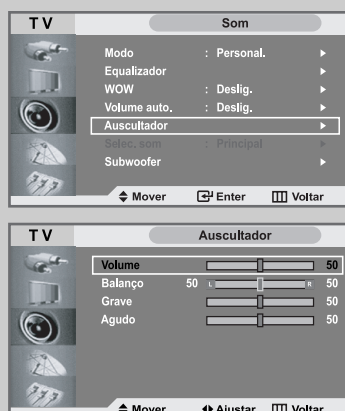 TV Som
Modo : Personal.
Equalizador
WOW : Deslig.
Volume auto. : Deslig.
Auscultador
Selec. som : Principal
Subwoofer
Mover Enter Voltar
TV Auscultador
Volume 50
Balanço 50 L R 50
Grave 50
Agudo 50
Mover Ajustar Voltar